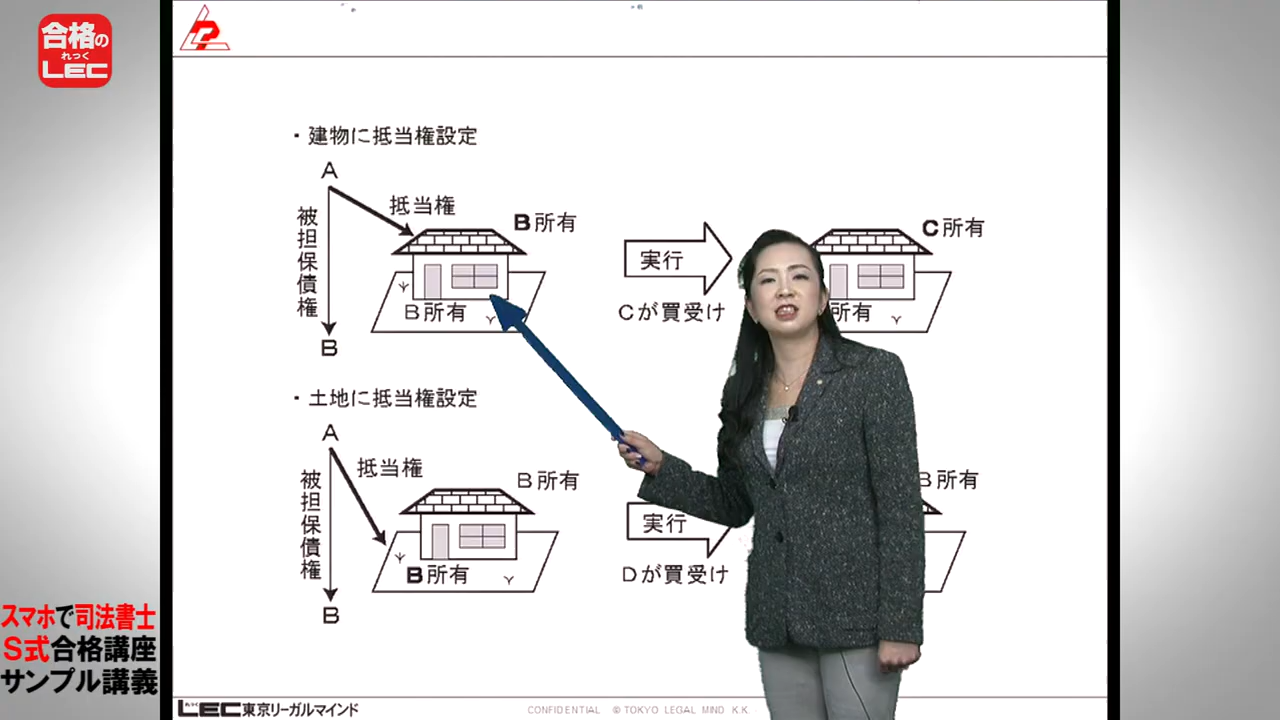 合格の
れっく
LEC
・建物に抵当権設定
A
抵当権
B所有
被担保債権
B所有
B
実行
Cが買受け
C所有
所有
・土地に抵当権設定
A
抵当権
B所有
被担保債権
B所有
B
実行
Dが買受け
B所有
スマホで司法書士
S式合格講座
サンプル講義
れっく
LEC東京リーガルマインド
CONFIDENTIAL © TOKYO LEGAL MIND K.K.